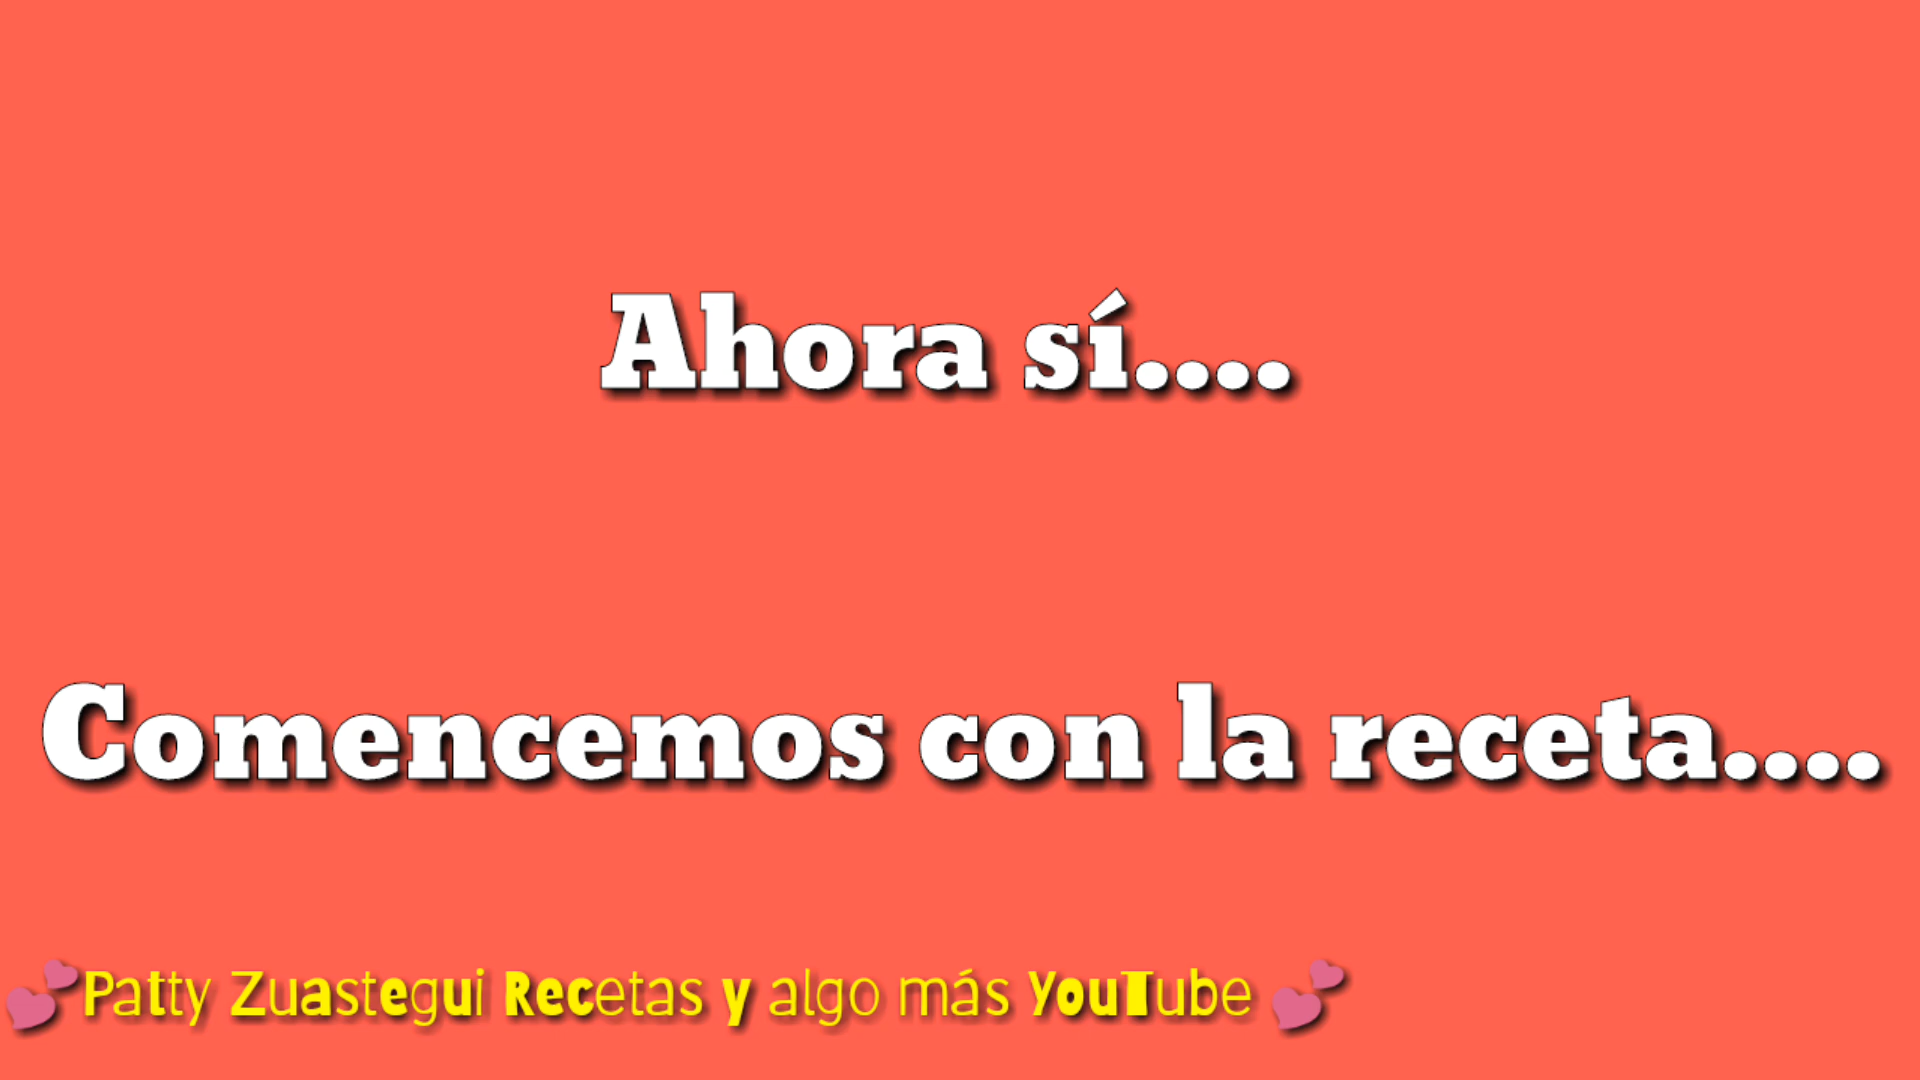 Ahora sí....
Comencemos con la receta....
💕Patty Zuastegui Recetas y algo más YouTube 💕